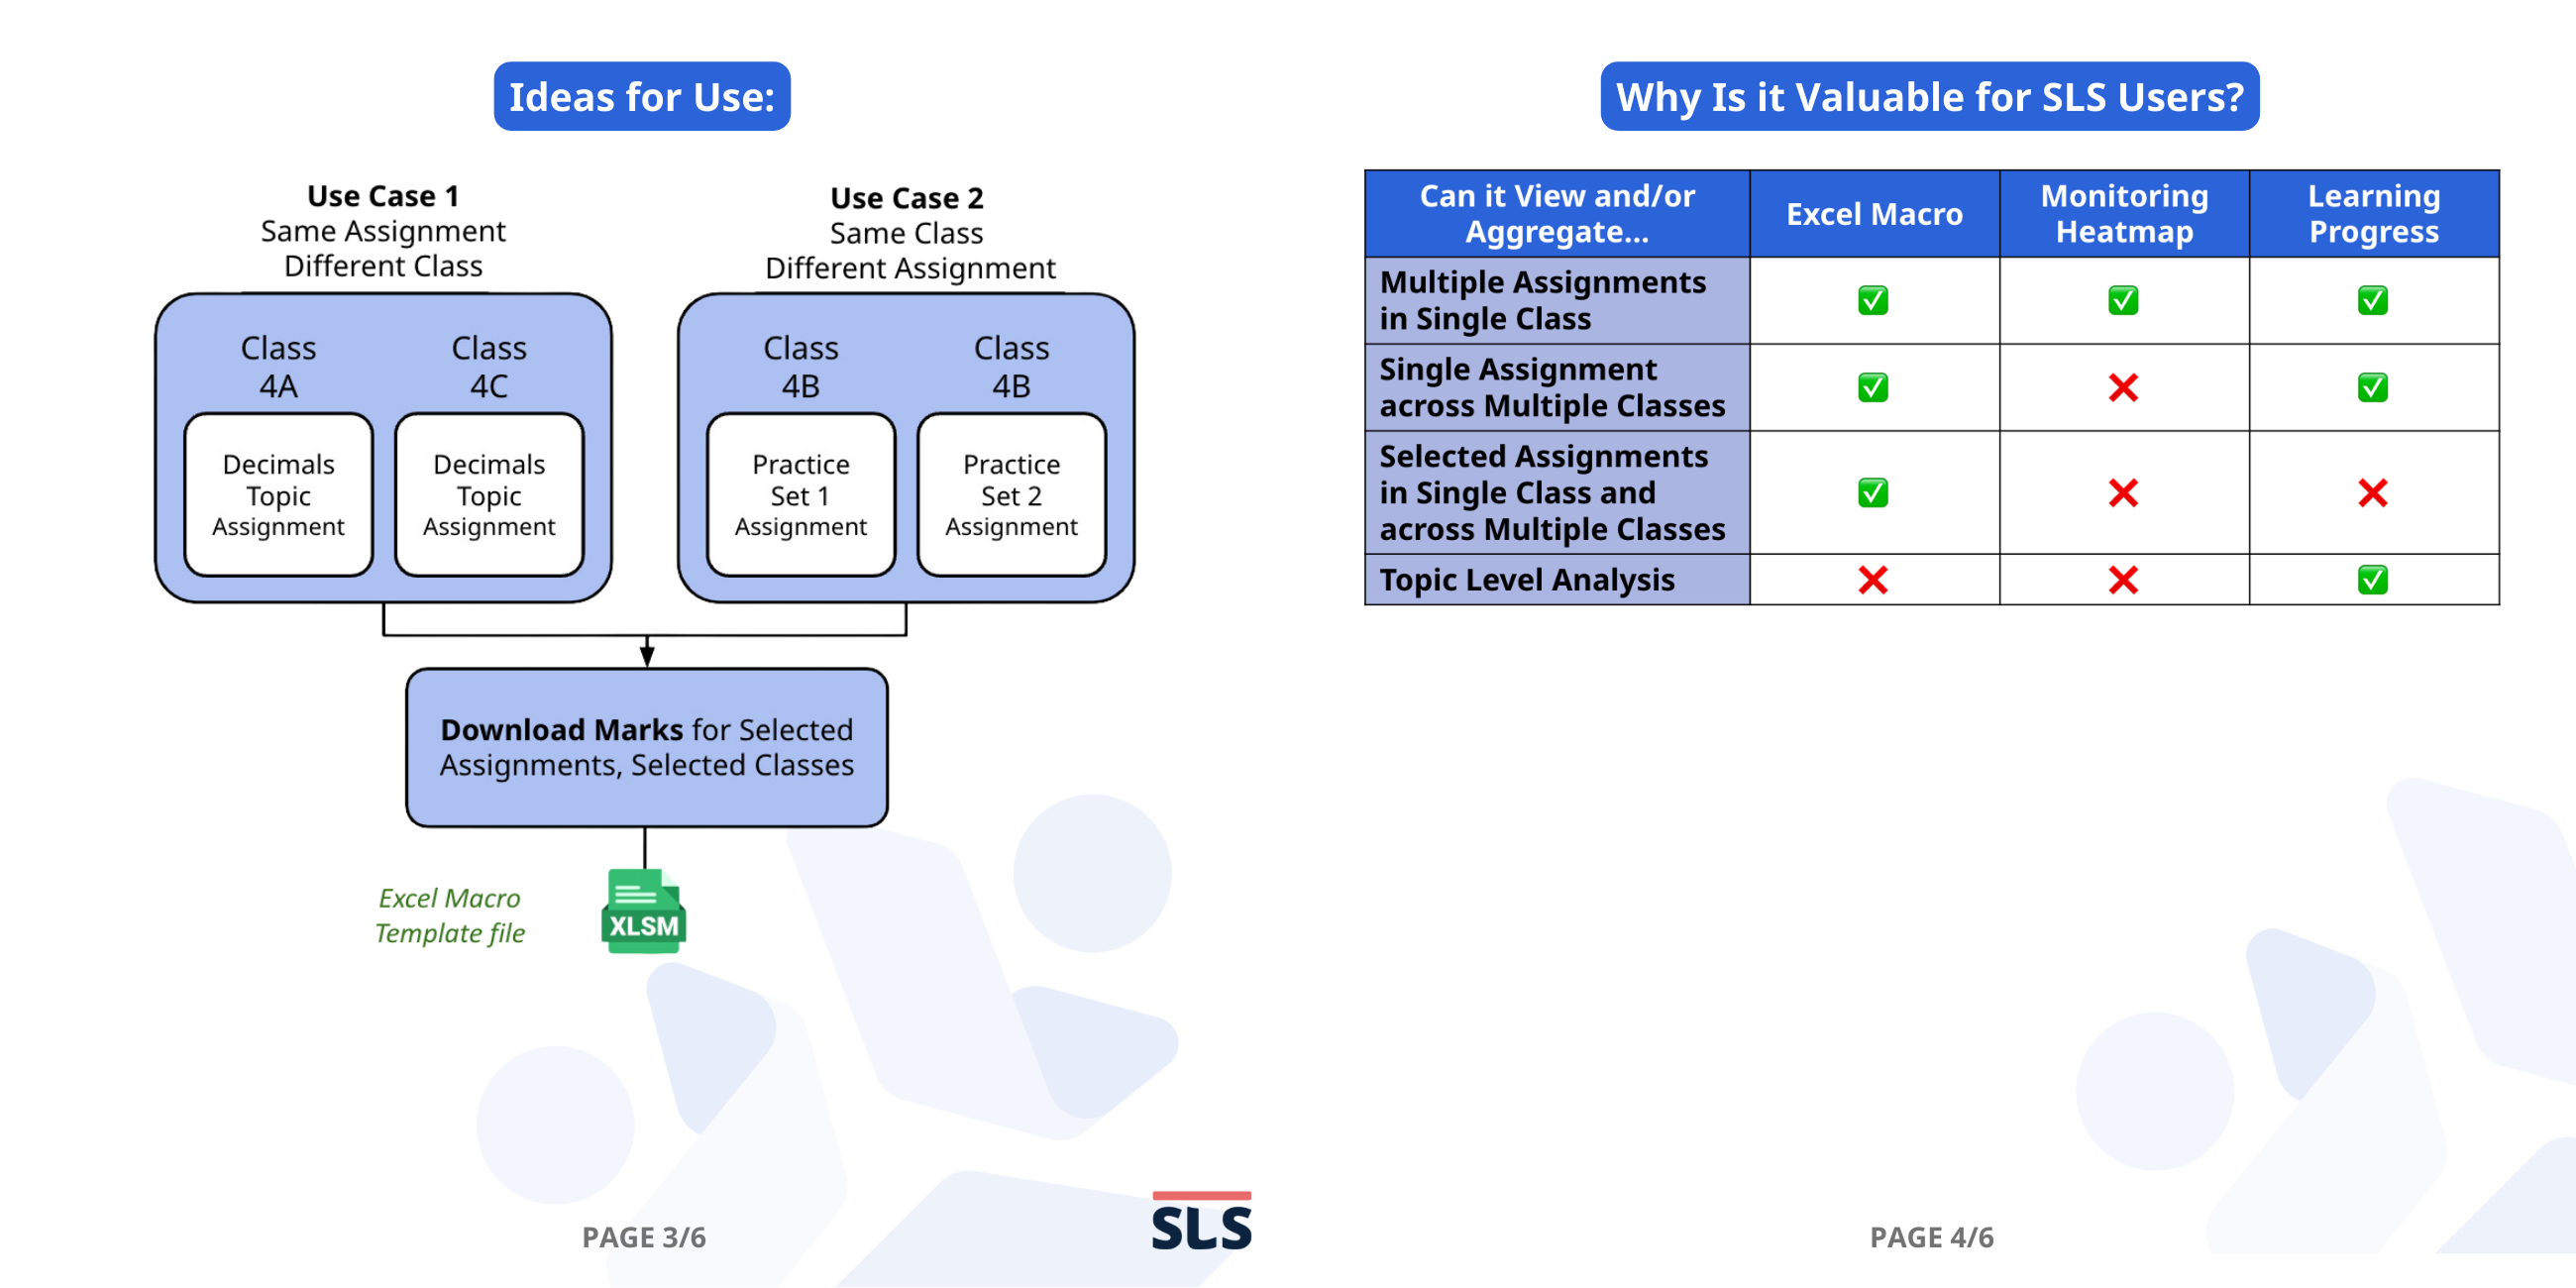 Ideas for Use:
Use Case 1
Same Assignment
Different Class
Use Case 2
Same Class
Different Assignment
Class
4A
Class
4C
Class
4B
Class
4B
Decimals
Topic
Assignment
Decimals
Topic
Assignment
Practice
Set 1
Assignment
Practice
Set 2
Assignment
Download Marks for Selected
Assignments, Selected Classes
Excel Macro
Template file
XLSM
PAGE 3/6
SLS
Why Is it Valuable for SLS Users?
Can it View and/or
Aggregate...
Excel Macro
Monitoring
Heatmap
Learning
Progress
Multiple Assignments
in Single Class
Single Assignment
across Multiple Classes
Selected Assignments
in Single Class and
across Multiple Classes
Topic Level Analysis
PAGE 4/6